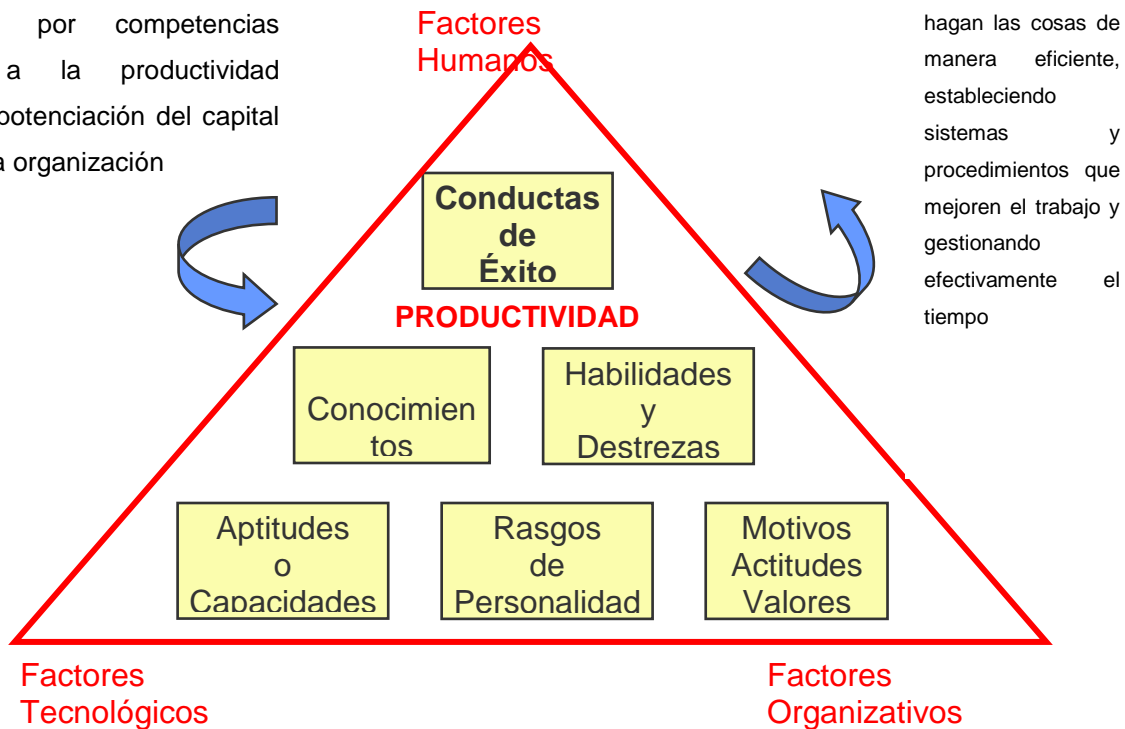 por competencias
a la productividad
potenciación del capital
a organización
Factores
Humanos
hagan las cosas de
manera eficiente,
estableciendo
sistemas y
procedimientos que
mejoren el trabajo y
gestionando
efectivamente el
tiempo
Conductas
de
Éxito
PRODUCTIVIDAD
Conocimien
tos
Habilidades
y
Destrezas
Aptitudes
o
Capacidades
Rasgos
de
Personalidad
Motivos
Actitudes
Valores
Factores
Tecnológicos
Factores
Organizativos